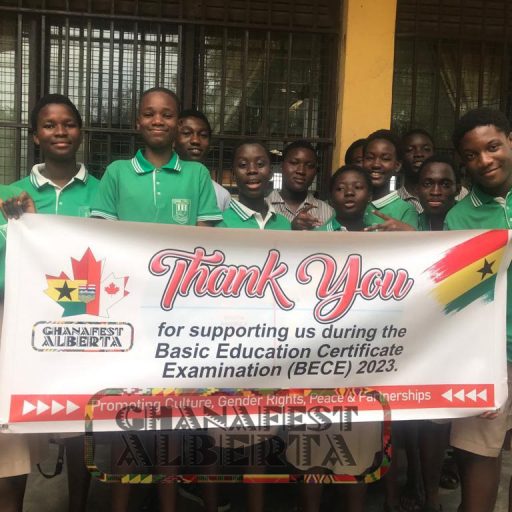 GHANAFEST
ALBERTA
Thank You
for supporting us during the
Basic Education Certificate
Examination (BECE) 2023.
Promoting Culture, Gender Rights, Peace & Partnerships
GHANAFEST
ALBERTA